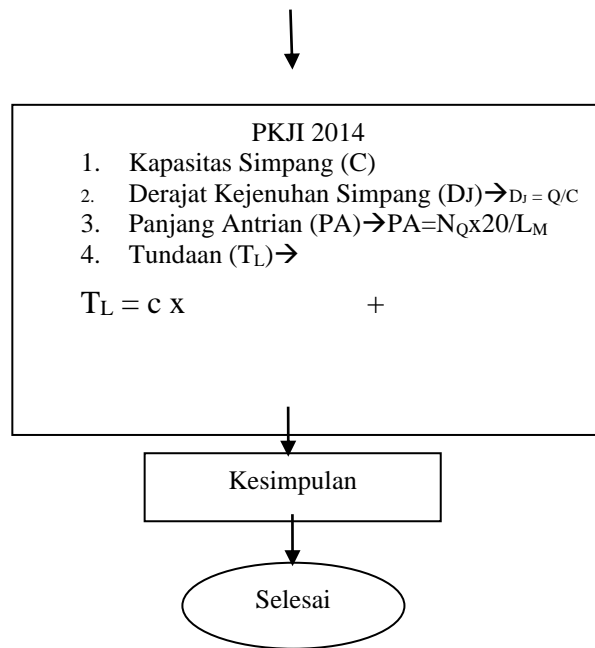 PKJI 2014
1. Kapasitas Simpang (C)
2. Derajat Kejenuhan Simpang (DJ)→DJ = Q/C
3. Panjang Antrian (PA)→PA=NQx20/LM
4. Tundaan (TL)→
TL = c x +
Kesimpulan
Selesai